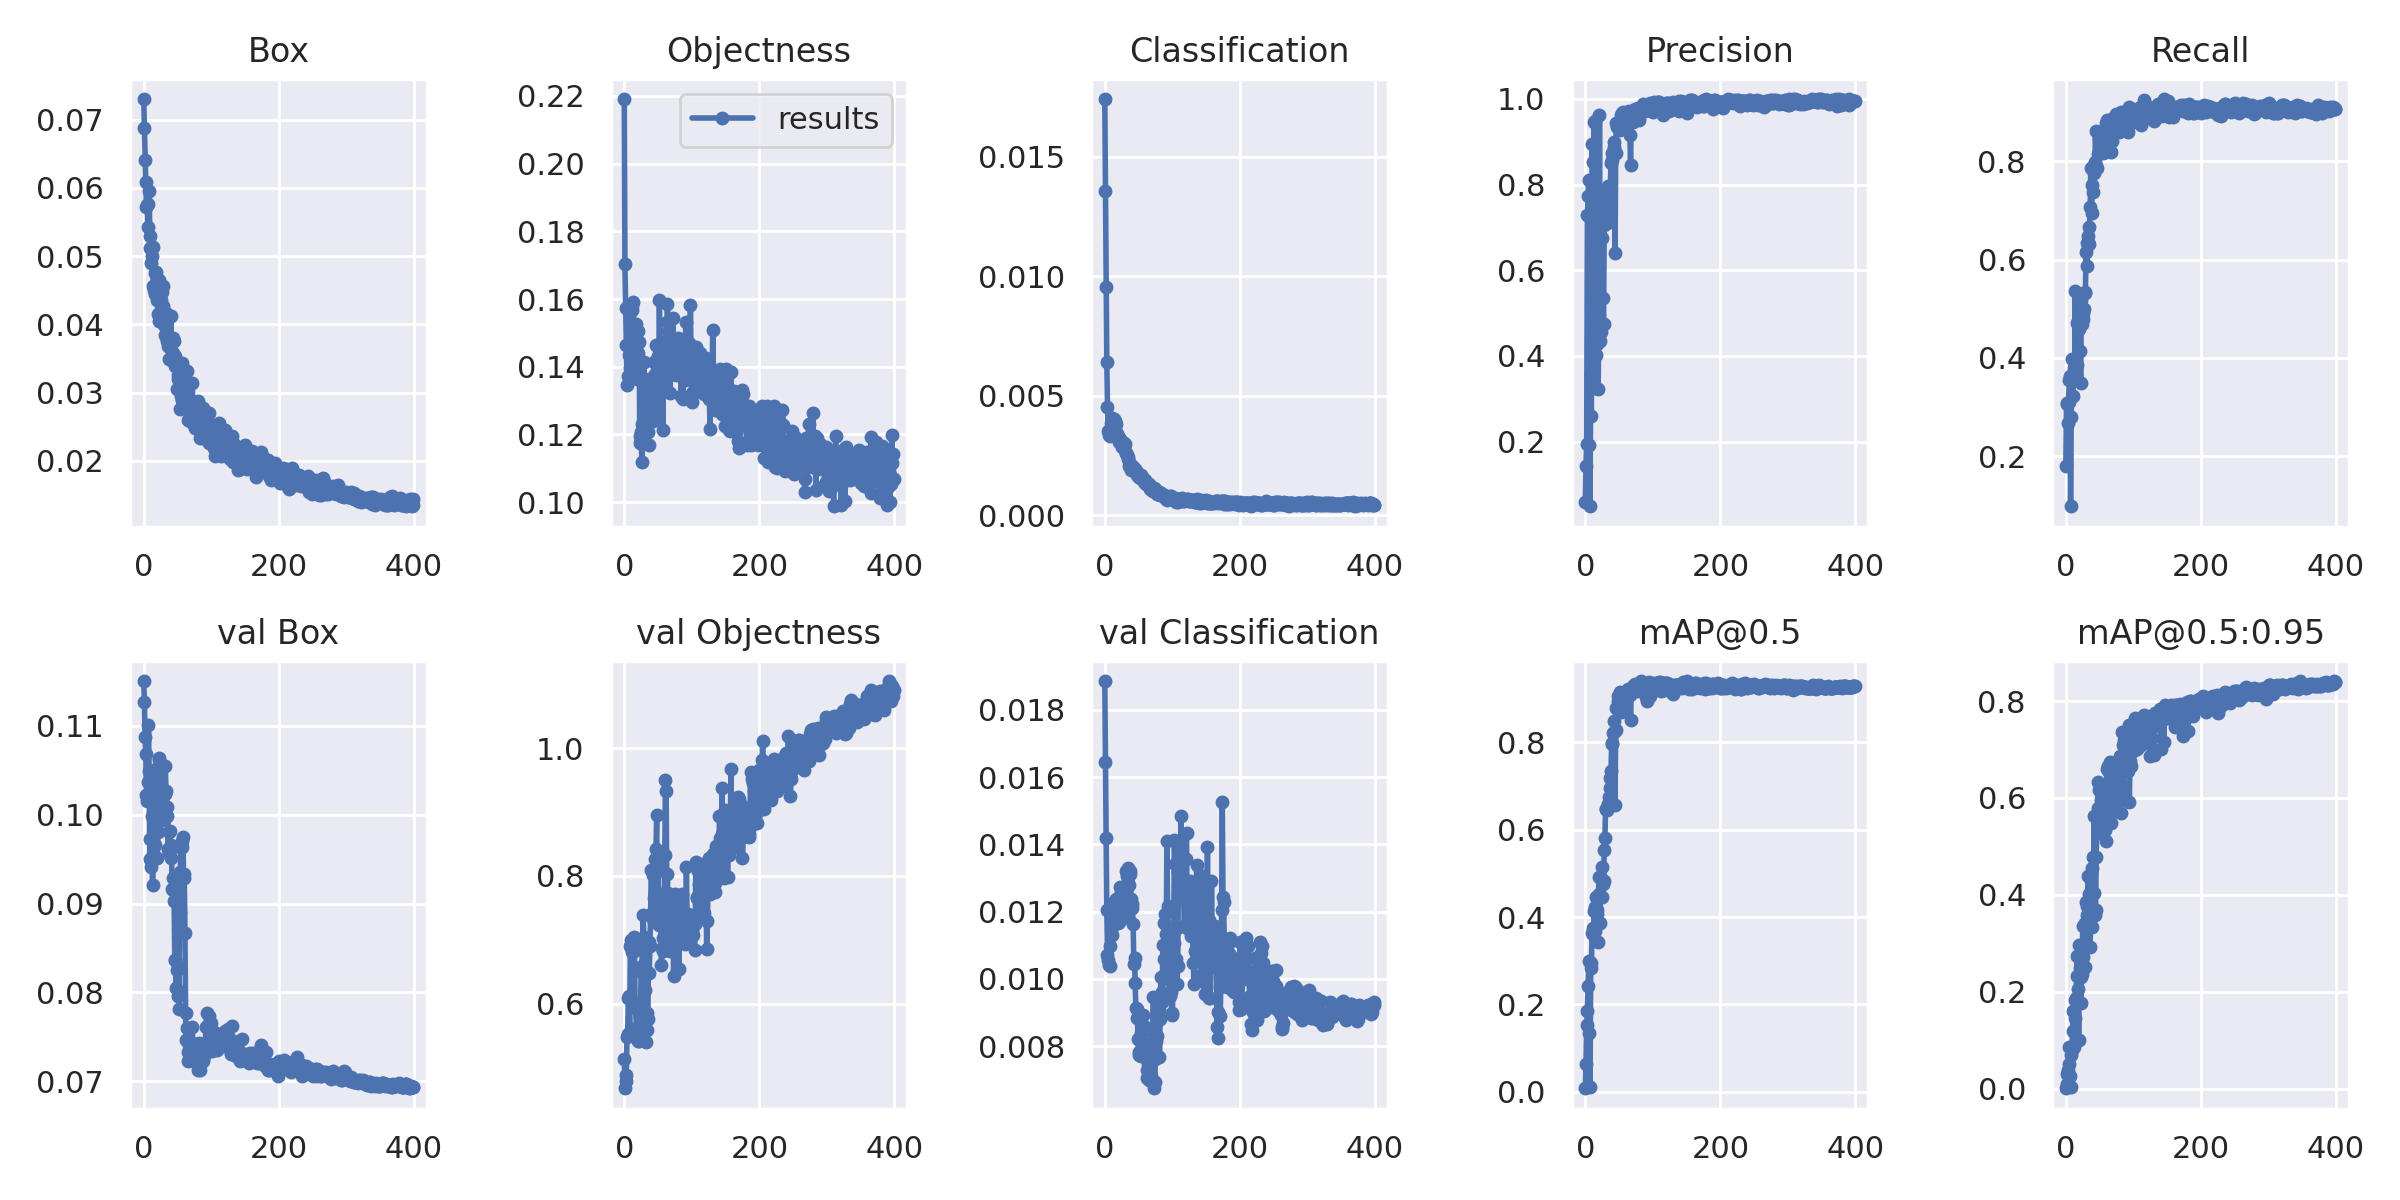 Box
0.07
0.06
0.05
0.04
0.03
0.02
0 200 400
Objectness
results
0.22
0.20
0.18
0.16
0.14
0.12
0.10
0 200 400
Classification
0.015
0.010
0.005
0.000
0 200 400
Precision
1.0
0.8
0.6
0.4
0.2
0 200 400
Recall
0.8
0.6
0.4
0.2
0 200 400
val Box
0.11
0.10
0.09
0.08
0.07
0 200 400
val Objectness
1.0
0.8
0.6
0 200 400
val Classification
0.018
0.016
0.014
0.012
0.010
0.008
0 200 400
mAP@0.5
0.8
0.6
0.4
0.2
0.0
0 200 400
mAP@0.5:0.95
0.8
0.6
0.4
0.2
0.0
0 200 400